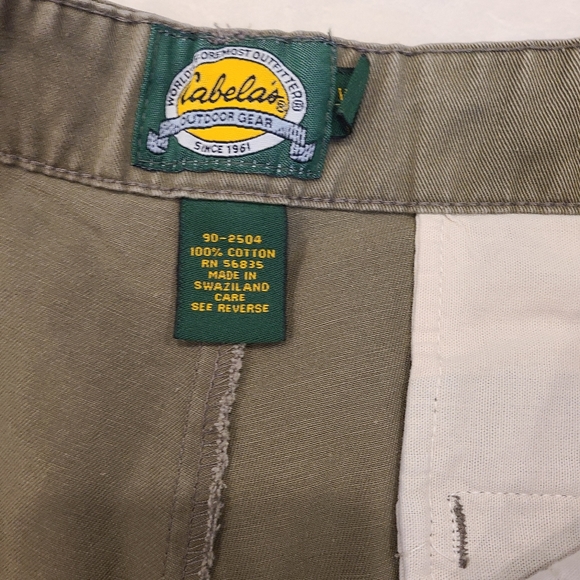 WORLD'S FOREMOST OUTFITTER®
Cabela's®
OUTDOOR GEAR
SINCE 1961
9D-2504
100% COTTON
RN 56835
MADE IN
SWAZILAND
CARE
SEE REVERSE